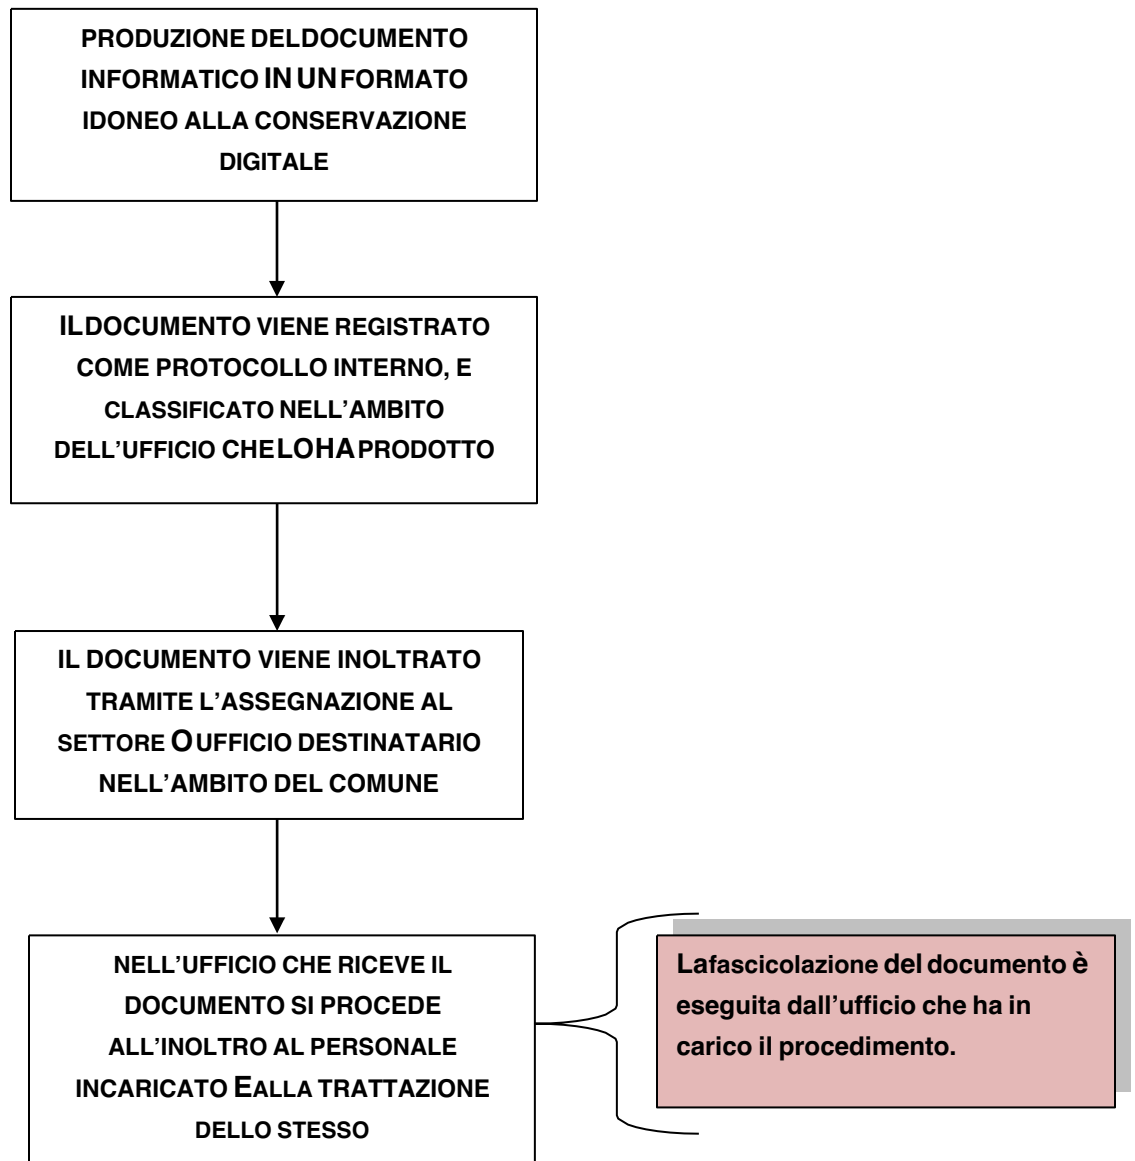 PRODUZIONE DELDOCUMENTO
INFORMATICO IN UN FORMATO
IDONEO ALLA CONSERVAZIONE
DIGITALE
ILDOCUMENTO VIENE REGISTRATO
COME PROTOCOLLO INTERNO, E
CLASSIFICATO NELL’AMBITO
DELL’UFFICIO CHELOHAPRODOTTO
IL DOCUMENTO VIENE INOLTRATO
TRAMITE L’ASSEGNAZIONE AL
SETTORE OUFFICIO DESTINATARIO
NELL’AMBITO DEL COMUNE
NELL’UFFICIO CHE RICEVE IL
DOCUMENTO SI PROCEDE
ALL’INOLTRO AL PERSONALE
INCARICATO EALLA TRATTAZIONE
DELLO STESSO
Lafascicolazione del documento è
eseguita dall’ufficio che ha in
carico il procedimento.